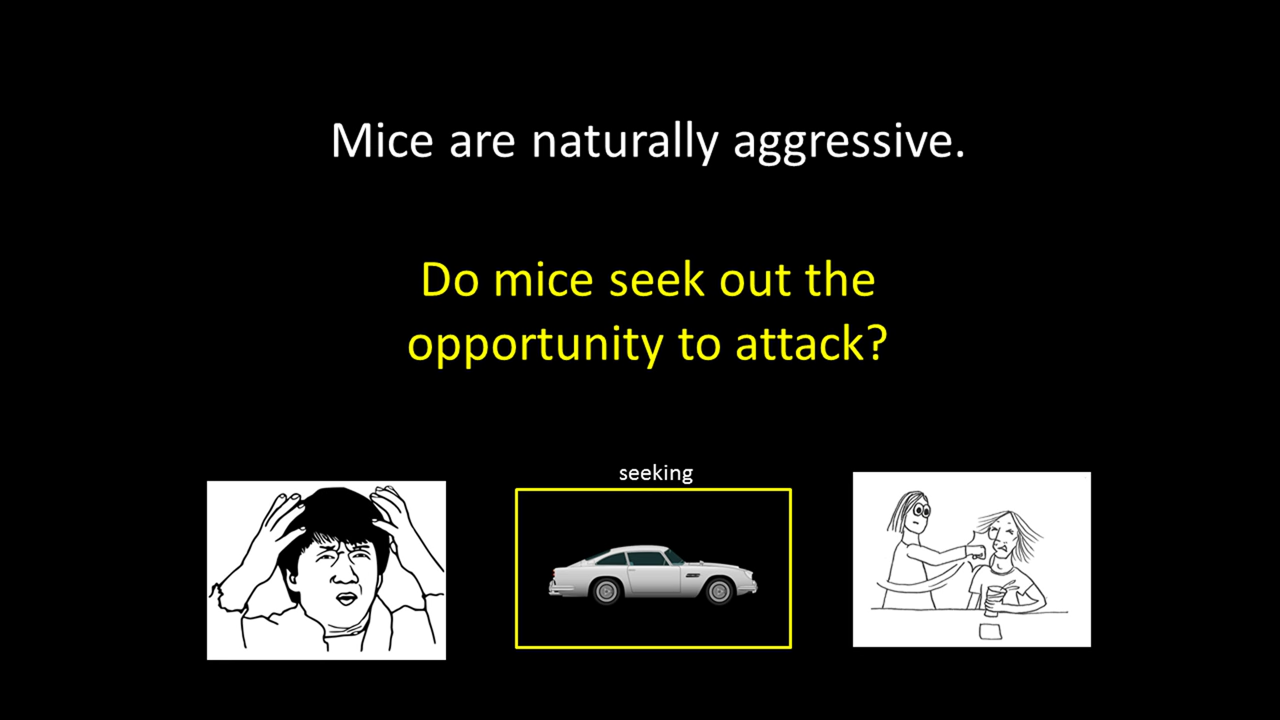 Mice are naturally aggressive.
Do mice seek out the
opportunity to attack?
seeking